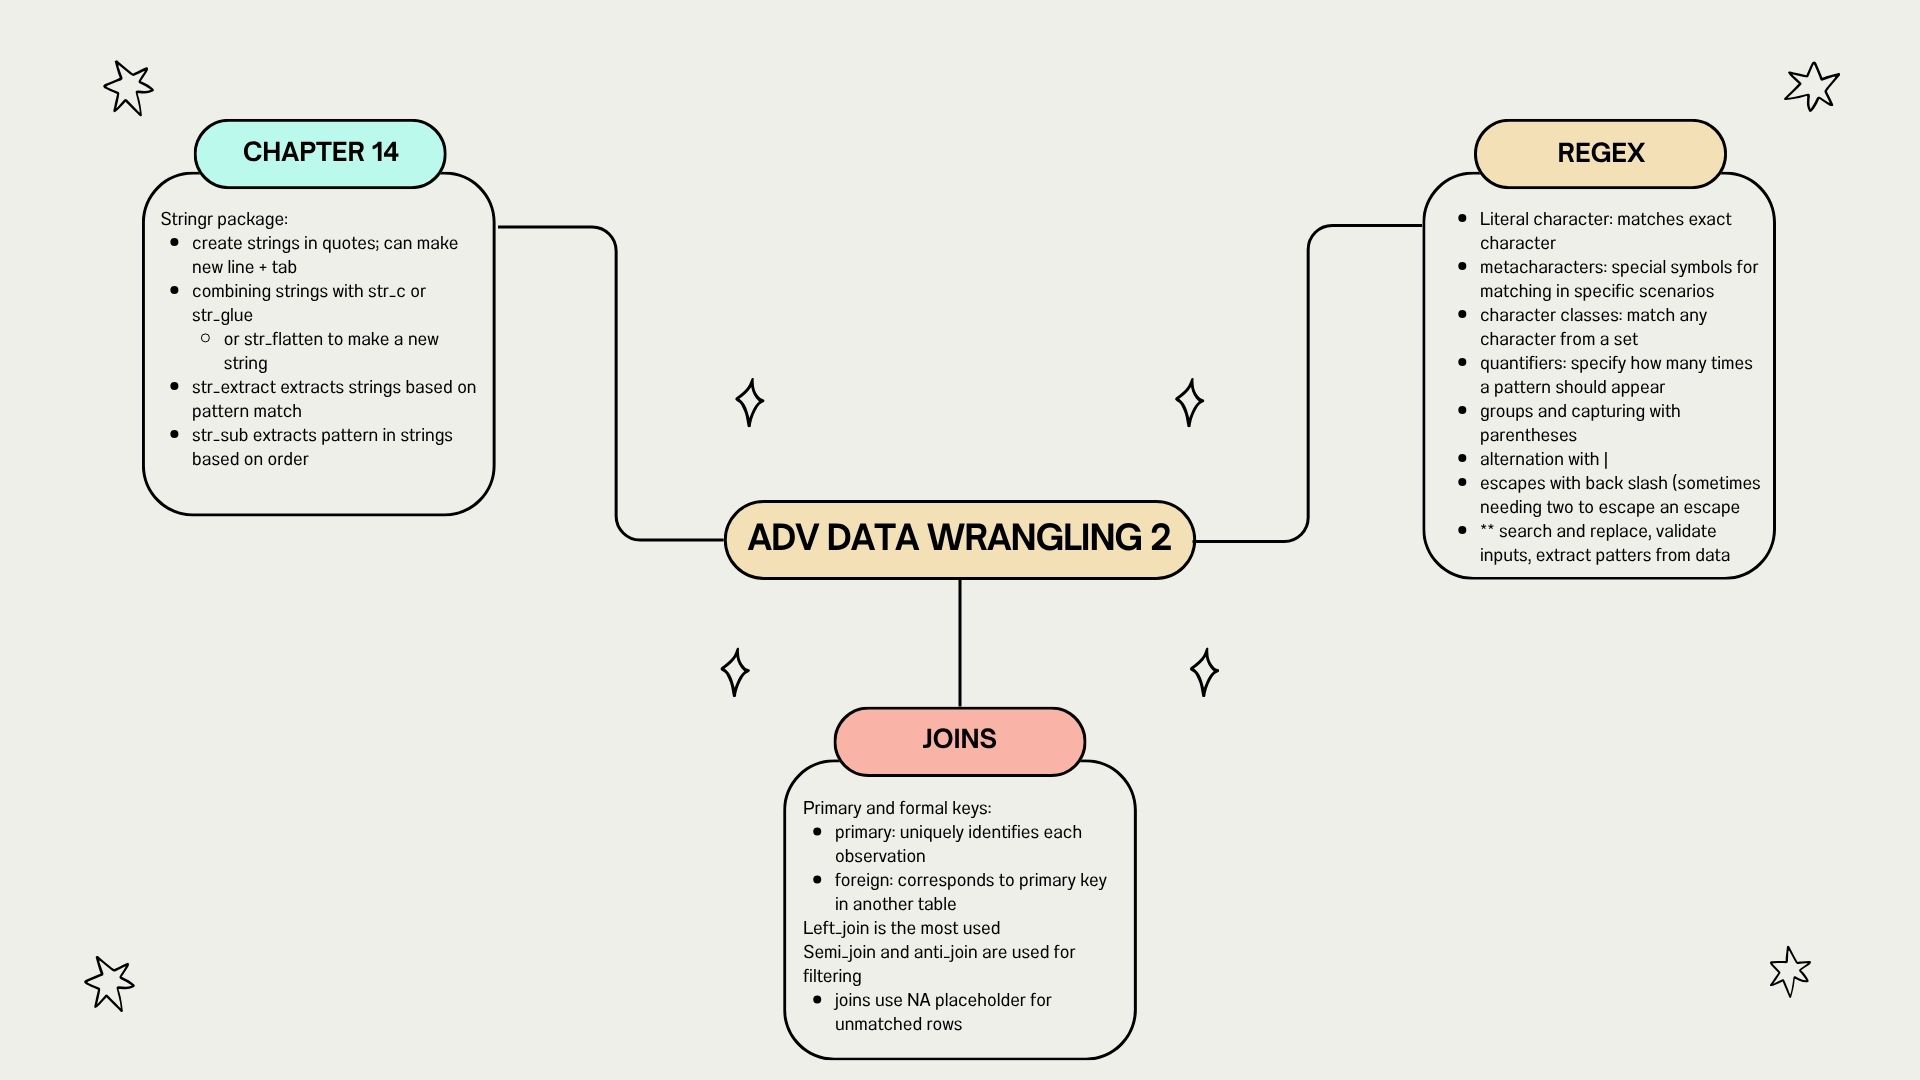 CHAPTER 14
Stringr package:
create strings in quotes; can make
new line + tab
combining strings with str_c or
str_glue
or str_flatten to make a new
string
str_extract extracts strings based on
pattern match
str_sub extracts pattern in strings
based on order
REGEX
Literal character: matches exact
character
metacharacters: special symbols for
matching in specific scenarios
character classes: match any
character from a set
quantifiers: specify how many times
a pattern should appear
groups and capturing with
parentheses
alternation with |
escapes with back slash (sometimes
needing two to escape an escape
** search and replace, validate
inputs, extract patters from data
ADV DATA WRANGLING 2
JOINS
Primary and formal keys:
primary: uniquely identifies each
observation
foreign: corresponds to primary key
in another table
Left_join is the most used
Semi_join and anti_join are used for
filtering
joins use NA placeholder for
unmatched rows